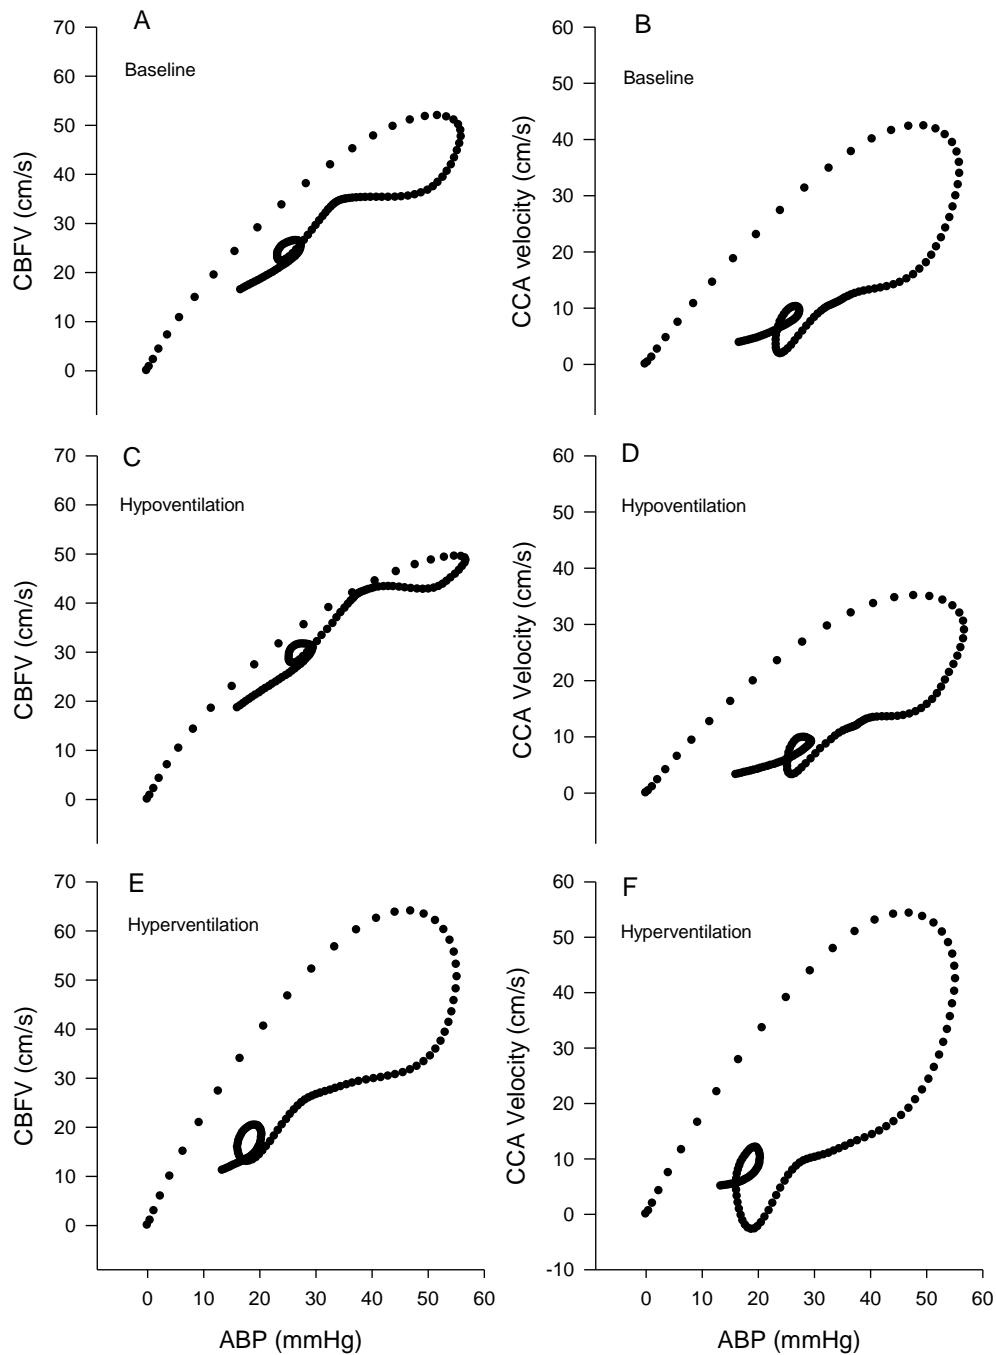 A
B
70
60
50
40
30
20
10
0
CBFV (cm/s)
Baseline
60
50
40
30
20
10
0
CCA velocity (cm/s)
Baseline
C
D
70
60
50
40
30
20
10
0
CBFV (cm/s)
Hypoventilation
60
50
40
30
20
10
0
CCA Velocity (cm/s)
Hypoventilation
E
F
70
60
50
40
30
20
10
0
CBFV (cm/s)
Hyperventilation
0 10 20 30 40 50 60
ABP (mmHg)
60
50
40
30
20
10
0
-10
CCA Velocity (cm/s)
Hyperventilation
0 10 20 30 40 50 60
ABP (mmHg)